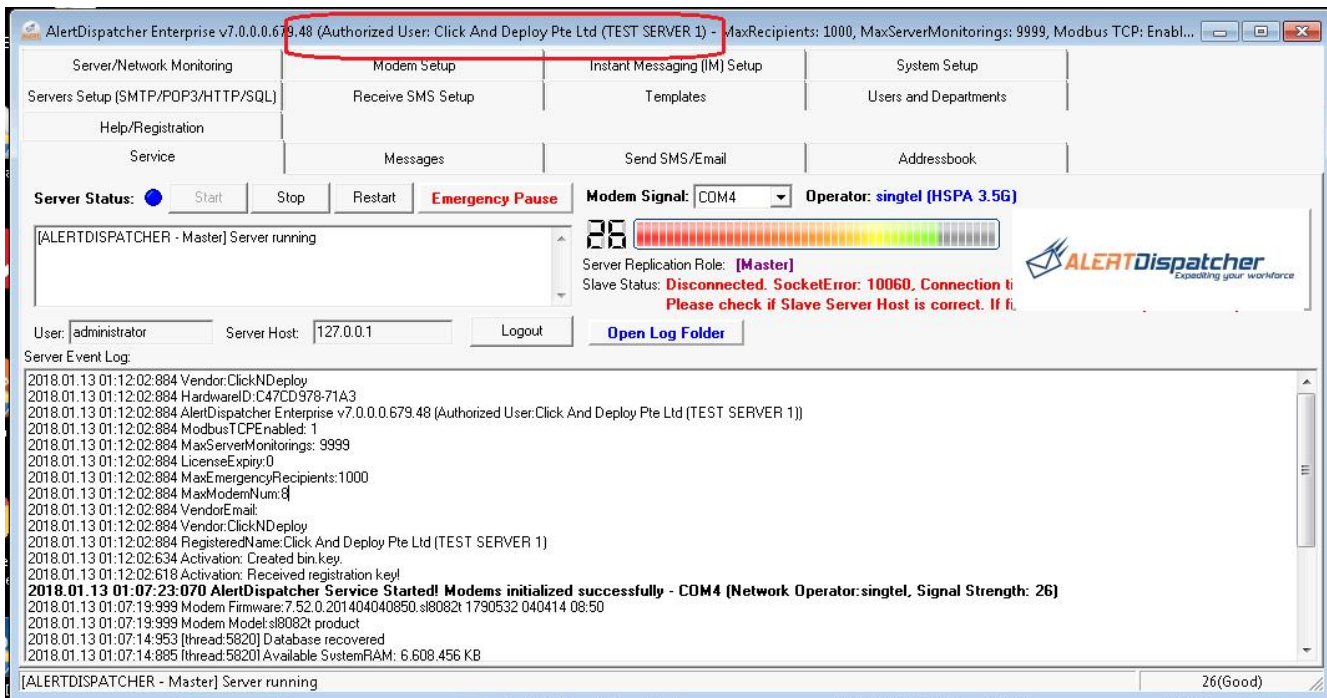 AlertDispatcher Enterprise v7.0.0.0.679.48 (Authorized User: Click And Deploy Pte Ltd (TEST SERVER 1) - MaxRecipients: 1000, MaxServerMonitorings: 9999, Modbus TCP: Enabl...
Server/Network Monitoring Modem Setup Instant Messaging (IM) Setup System Setup
Servers Setup (SMTP/POP3/HTTP/SQL) Receive SMS Setup Templates Users and Departments
Help/Registration
Service Messages Send SMS/Email Addressbook
Server Status: Start Stop Restart Emergency Pause Modem Signal: COM4 Operator: singtel (HSPA 3.5G)
[ALERTDISPATCHER - Master] Server running
26
ALERTDispatcher
Expediting your workforce
Server Replication Role: [Master]
Slave Status: Disconnected. SocketError: 10060, Connection ti
Please check if Slave Server Host is correct. If fi
User: administrator Server Host: 127.0.0.1 Logout Open Log Folder
Server Event Log:
2018.01.13 01:12:02:884 Vendor:ClickNDeploy
2018.01.13 01:12:02:884 HardwareID:C47CD978-71A3
2018.01.13 01:12:02:884 AlertDispatcher Enterprise v7.0.0.0.679.48 (Authorized User:Click And Deploy Pte Ltd (TEST SERVER 1))
2018.01.13 01:12:02:884 ModbusTCPEnabled: 1
2018.01.13 01:12:02:884 MaxServerMonitorings: 9999
2018.01.13 01:12:02:884 LicenseExpiry:0
2018.01.13 01:12:02:884 MaxEmergencyRecipients:1000
2018.01.13 01:12:02:884 MaxModemNum:8
2018.01.13 01:12:02:884 VendorEmail:
2018.01.13 01:12:02:884 Vendor:ClickNDeploy
2018.01.13 01:12:02:884 RegisteredName:Click And Deploy Pte Ltd (TEST SERVER 1)
2018.01.13 01:12:02:634 Activation: Created bin.key.
2018.01.13 01:12:02:618 Activation: Received registration key!
2018.01.13 01:07:23:070 AlertDispatcher Service Started! Modems initialized successfully - COM4 (Network Operator:singtel, Signal Strength: 26)
2018.01.13 01:07:19:999 Modem Firmware:7.52.0.201404040850.sl8082t 1790532 040414 08:50
2018.01.13 01:07:19:999 Modem Model:sl8082t product
2018.01.13 01:07:14:953 [thread:5820] Database recovered
2018.01.13 01:07:14:885 [thread:5820] Available SystemRAM: 6,608,456 KB
[ALERTDISPATCHER - Master] Server running 26(Good)